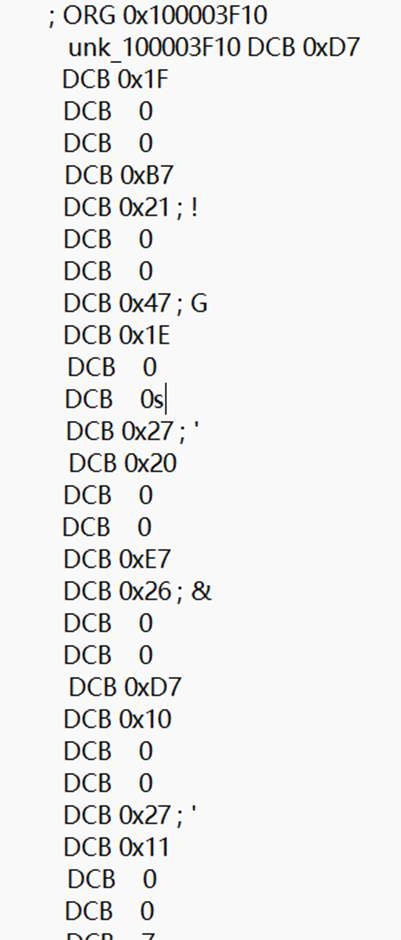 ; ORG 0x100003F10
unk_100003F10 DCB 0xD7
DCB 0x1F
DCB 0
DCB 0
DCB 0xB7
DCB 0x21 ; !
DCB 0
DCB 0
DCB 0x47 ; G
DCB 0x1E
DCB 0
DCB 0s
DCB 0x27 ; '
DCB 0x20
DCB 0
DCB 0
DCB 0xE7
DCB 0x26 ; &
DCB 0
DCB 0
DCB 0xD7
DCB 0x10
DCB 0
DCB 0
DCB 0x27 ; '
DCB 0x11
DCB 0
DCB 0
DCB 7